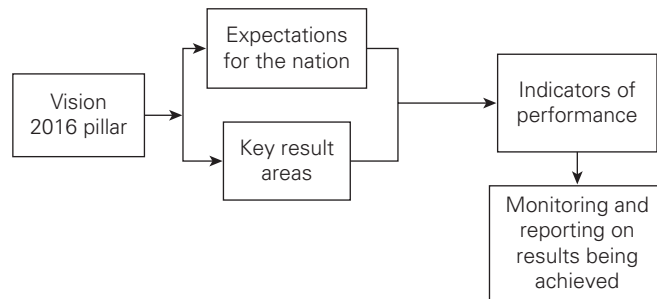 Vision
2016 pillar
Expectations
for the nation
Key result
areas
Indicators of
performance
Monitoring and
reporting on
results being
achieved